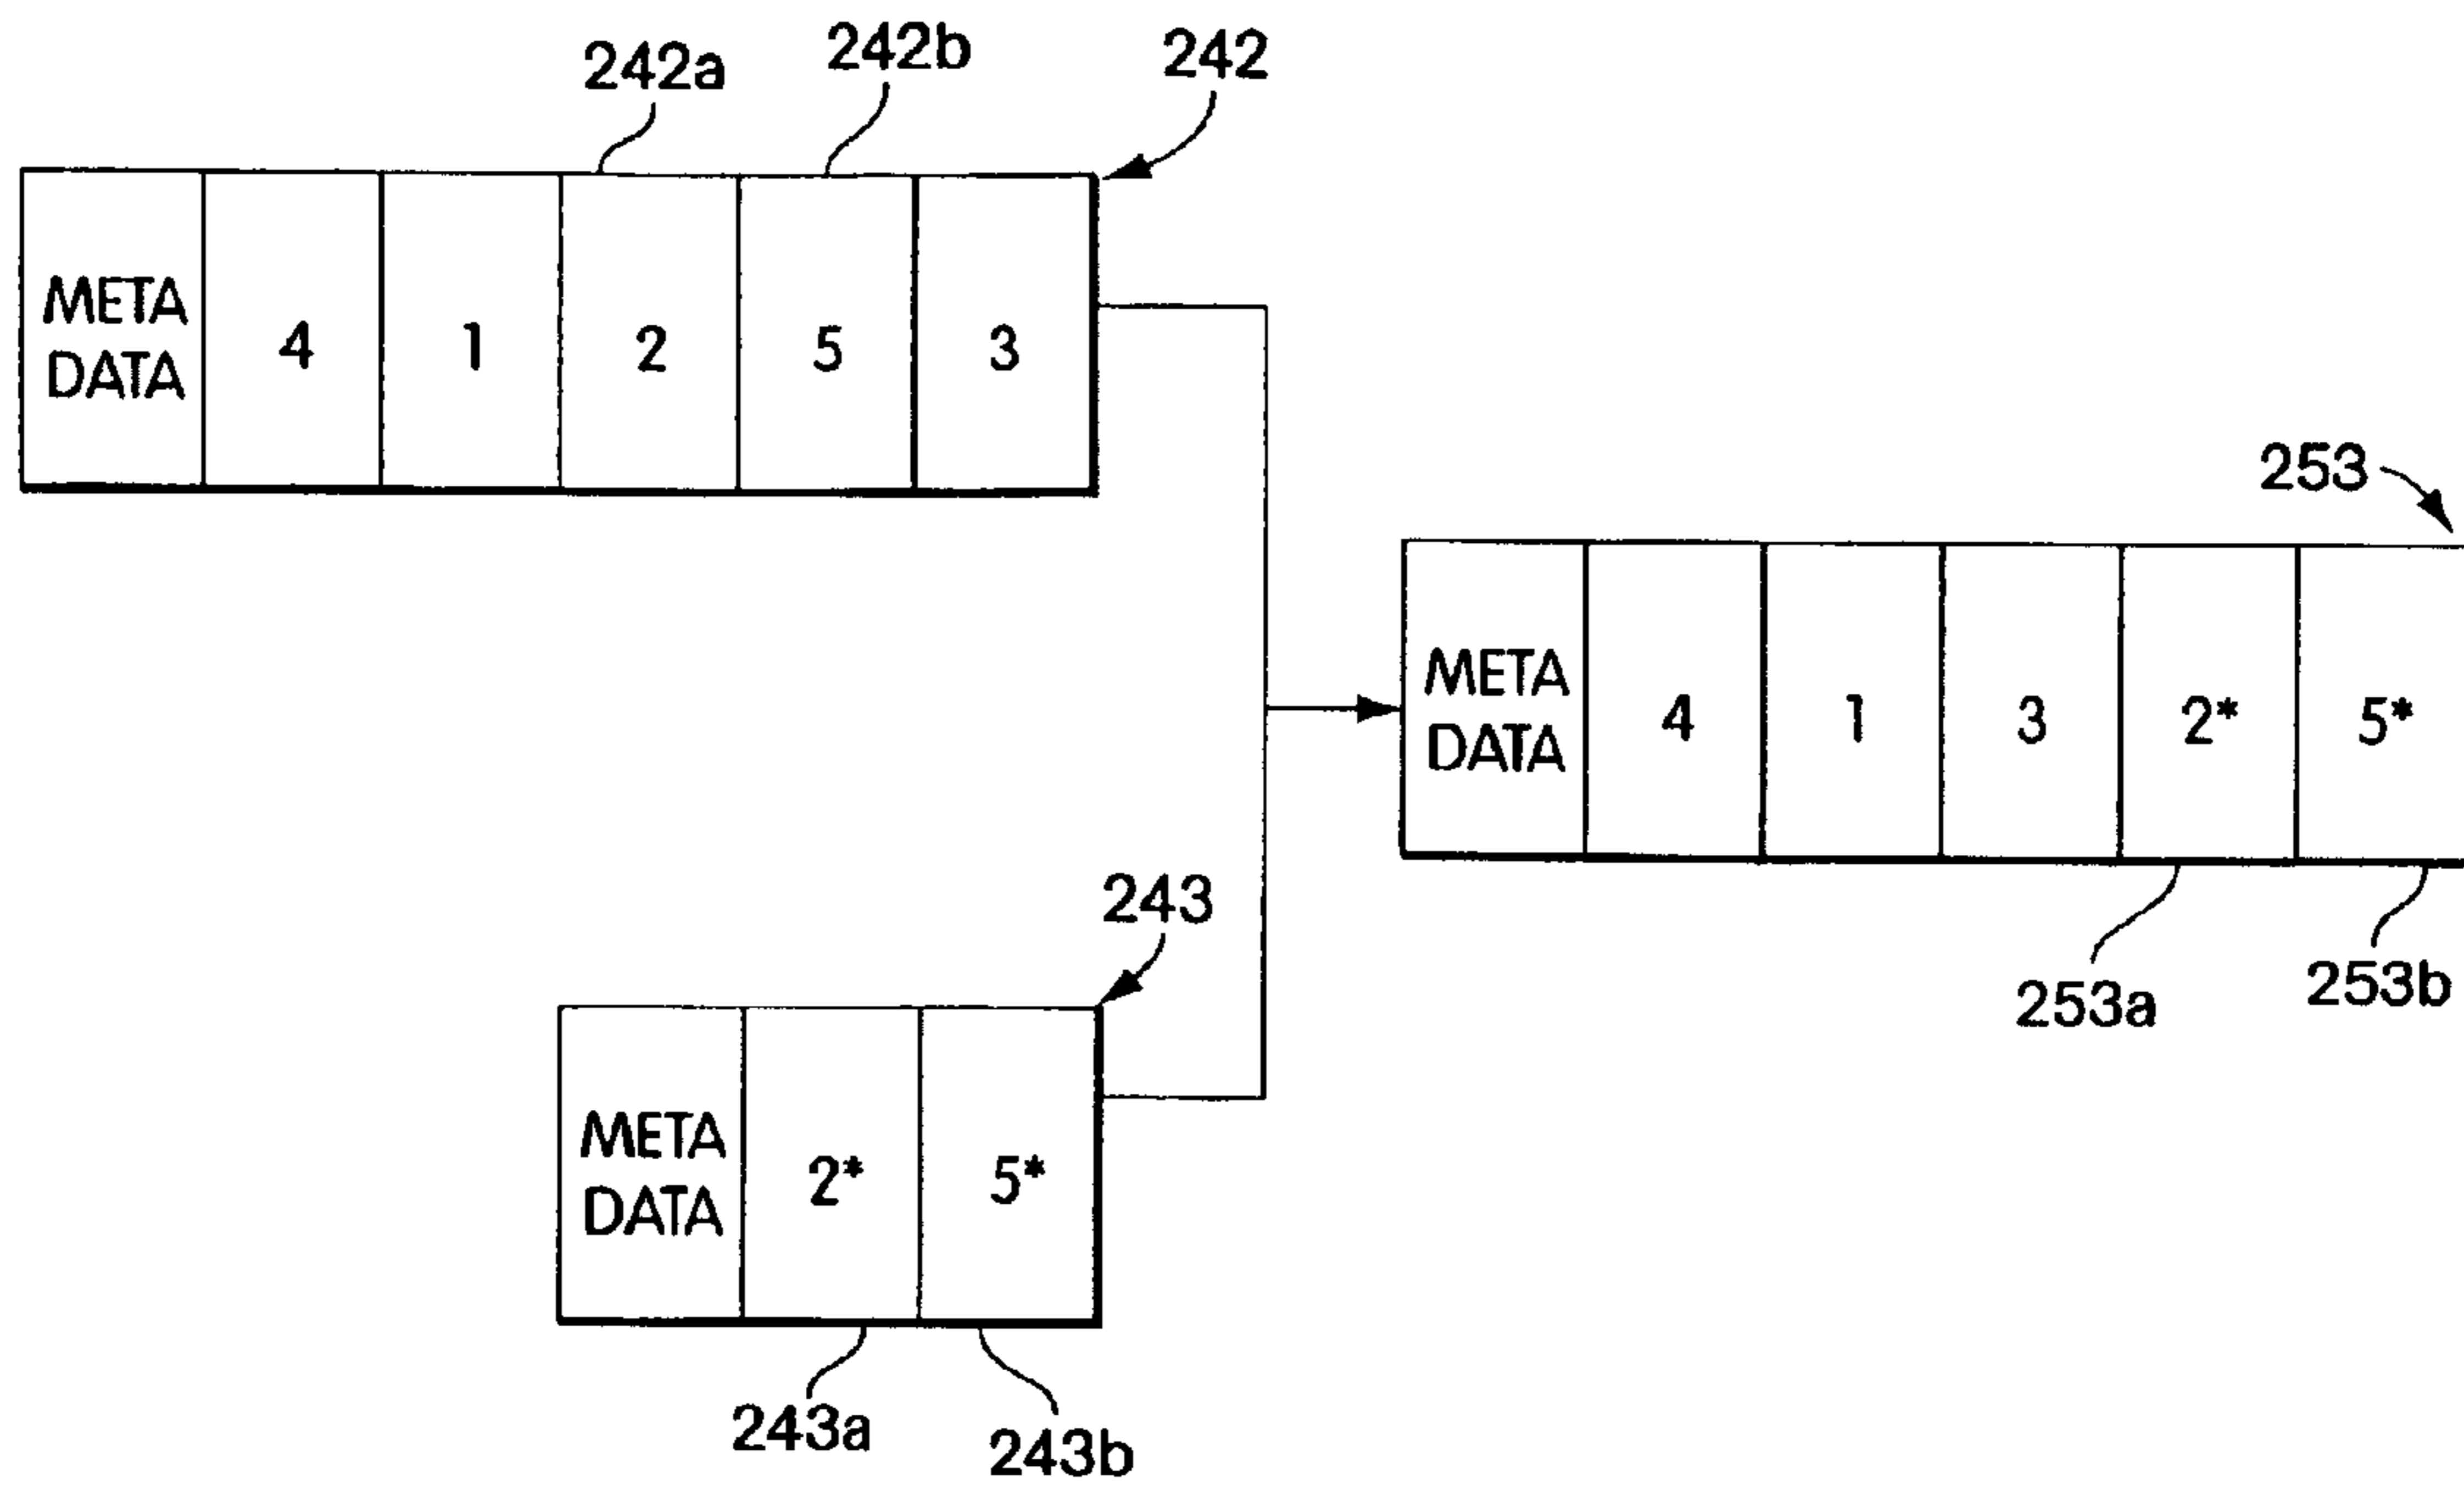 242a 242b 242
META
DATA 4 1 2 5 3
253
META
DATA 4 1 3 2* 5*
243
253a 253b
META
DATA 2* 5*
243a 243b